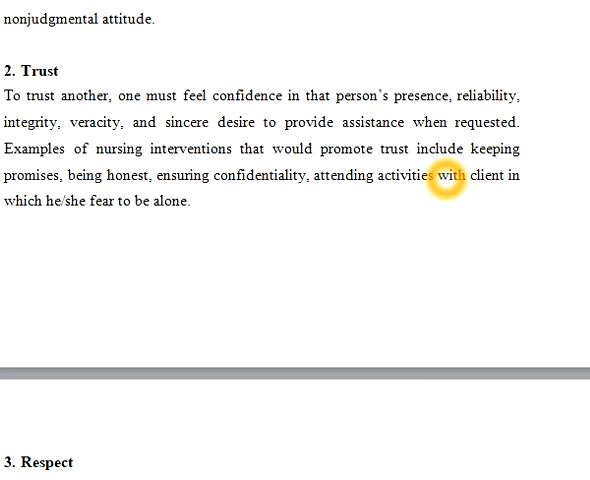 nonjudgmental attitude.
2. Trust
To trust another, one must feel confidence in that person's presence, reliability,
integrity, veracity, and sincere desire to provide assistance when requested.
Examples of nursing interventions that would promote trust include keeping
promises, being honest, ensuring confidentiality, attending activities with client in
which he/she fear to be alone.
3. Respect